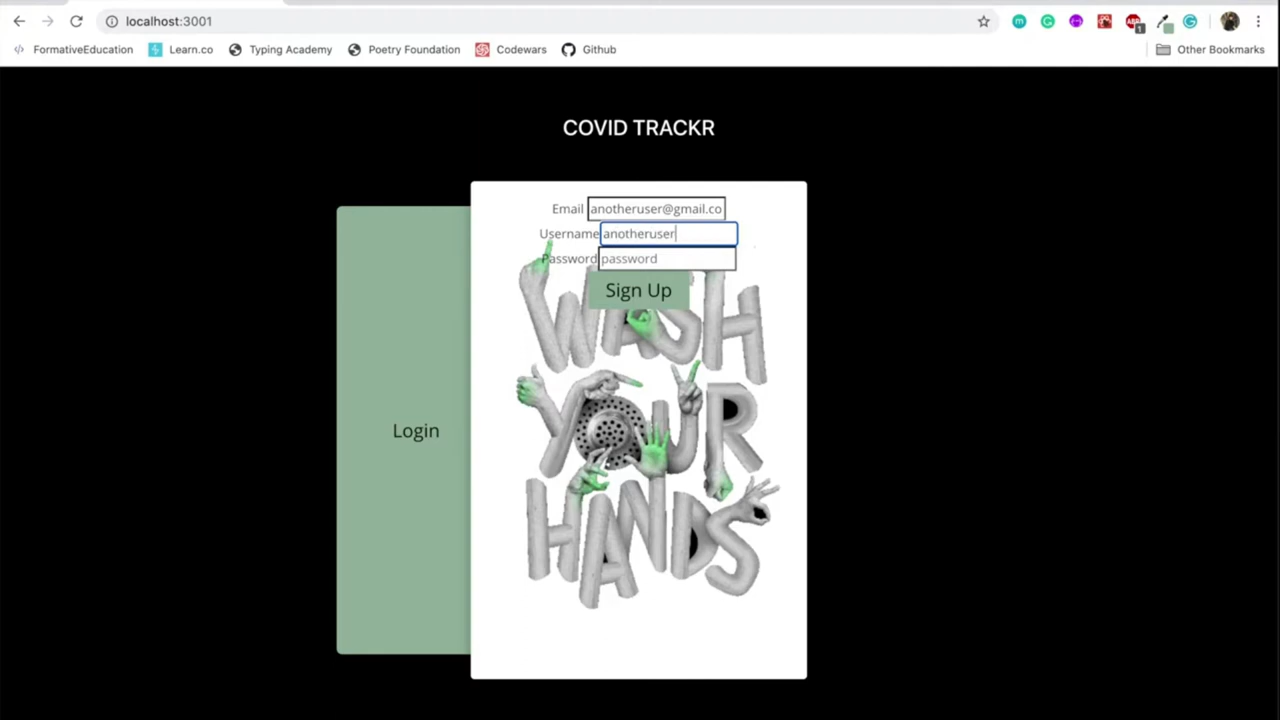 localhost:3001
FormativeEducation Learn.co Typing Academy Poetry Foundation Codewars Github Other Bookmarks
COVID TRACKR
Email anotheruser@gmail.co
Username anotheruser
Password password
Sign Up
Login
WASH
YOUR
HANDS